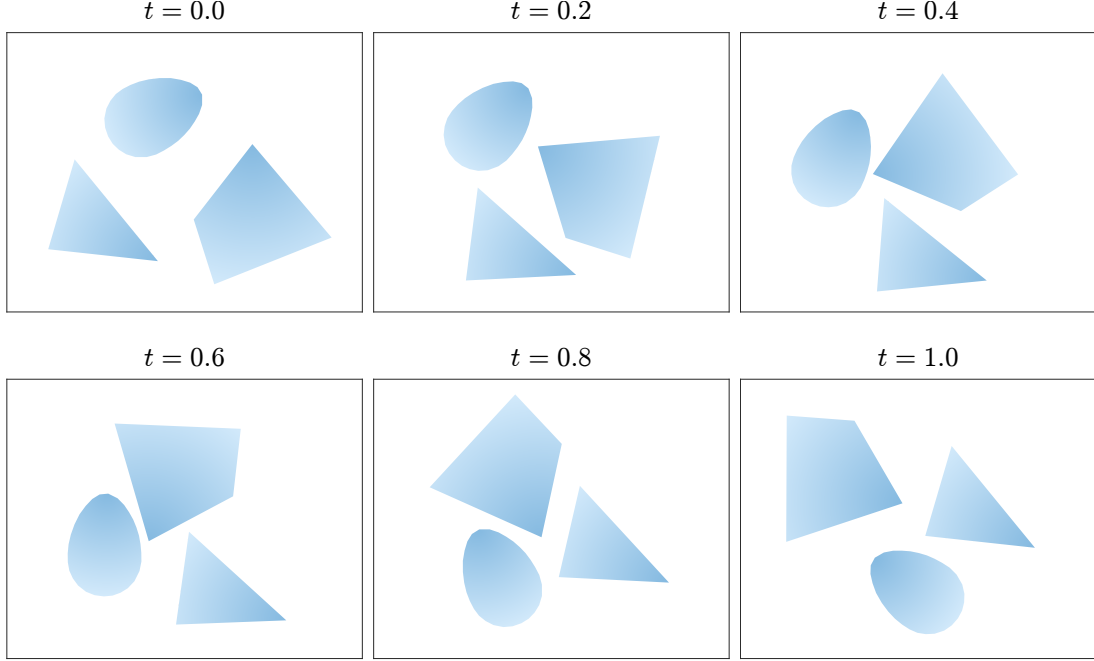 t = 0.0
t = 0.2
t = 0.4
t = 0.6
t = 0.8
t = 1.0